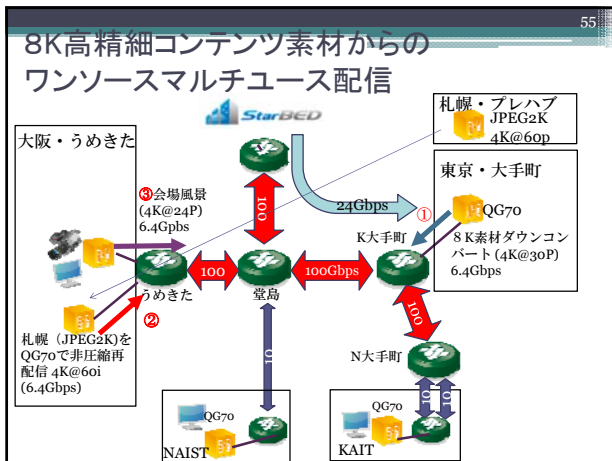 55
8K高精細コンテンツ素材からの
ワンソースマルチユース配信
StarBED
札幌・プレハブ
JPEG2K
4K@60p
大阪・うめきた
③会場風景
(4K@24P)
6.4Gpbs
100
24Gbps
①
東京・大手町
QG70
K大手町
8K素材ダウンコン
バート(4K@30P)
6.4Gbps
100
100Gbps
うめきた
堂島
②
札幌（JPEG2K)を
QG70で非圧縮再
配信 4K@60i
(6.4Gbps)
100
N大手町
10
10
10
QG70
NAIST
QG70
KAIT